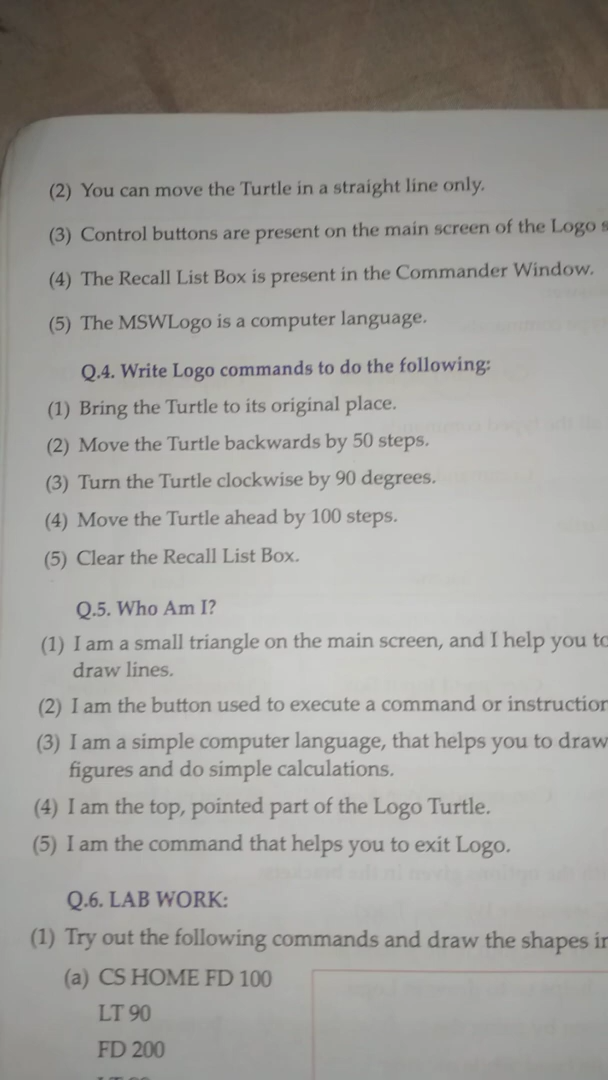 (2) You can move the Turtle in a straight line only.
(3) Control buttons are present on the main screen of the Logo
(4) The Recall List Box is present in the Commander Window.
(5) The MSWLogo is a computer language.
Q.4. Write Logo commands to do the following:
(1) Bring the Turtle to its original place.
(2) Move the Turtle backwards by 50 steps.
(3) Turn the Turtle clockwise by 90 degrees.
(4) Move the Turtle ahead by 100 steps.
(5) Clear the Recall List Box.
Q.5. Who Am I?
(1) I am a small triangle on the main screen, and I help you to
draw lines.
(2) I am the button used to execute a command or instruction
(3) I am a simple computer language, that helps you to draw
figures and do simple calculations.
(4) I am the top, pointed part of the Logo Turtle.
(5) I am the command that helps you to exit Logo.
Q.6. LAB WORK:
(1) Try out the following commands and draw the shapes in
(a) CS HOME FD 100
LT 90
FD 200